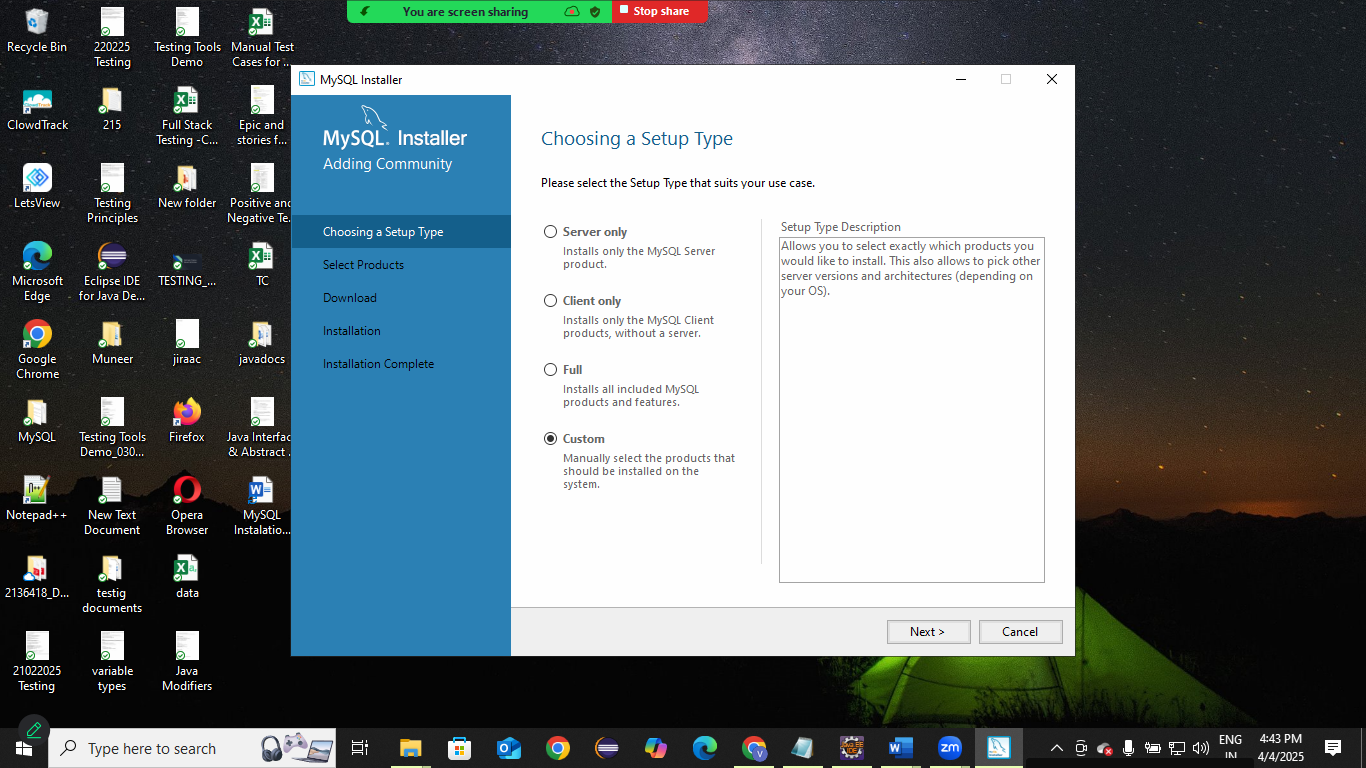 You are screen sharing
Stop share
Recycle Bin
220225
Testing
Testing Tools
Demo
Manual Test
Cases for ...
ClowdTrack
215
Full Stack
Testing -C...
Epic and
stories f...
LetsView
Testing
Principles
New folder
Positive and
Negative Te...
Microsoft
Edge
Eclipse IDE
for Java De...
TESTING_...
TC
Google
Chrome
Muneer
jiraac
javadocs
MySQL
Testing Tools
Demo_030...
Firefox
Java Interfac
& Abstract .
Notepad++
New Text
Document
Opera
Browser
MySQL
Instalatio...
2136418_D...
testig
documents
data
21022025
Testing
variable
types
Java
Modifiers
MySQL Installer
MySQL. Installer
Adding Community
Choosing a Setup Type
Select Products
Download
Installation
Installation Complete
Choosing a Setup Type
Please select the Setup Type that suits your use case.
Server only
Installs only the MySQL Server
product.
Client only
Installs only the MySQL Client
products, without a server.
Full
Installs all included MySQL
products and features.
Custom
Manually select the products that
should be installed on the
system.
Setup Type Description
Allows you to select exactly which products you
would like to install. This also allows to pick other
server versions and architectures (depending on
your OS).
Next >
Cancel
Type here to search
zm
ENG
IN
4:43 PM
4/4/2025